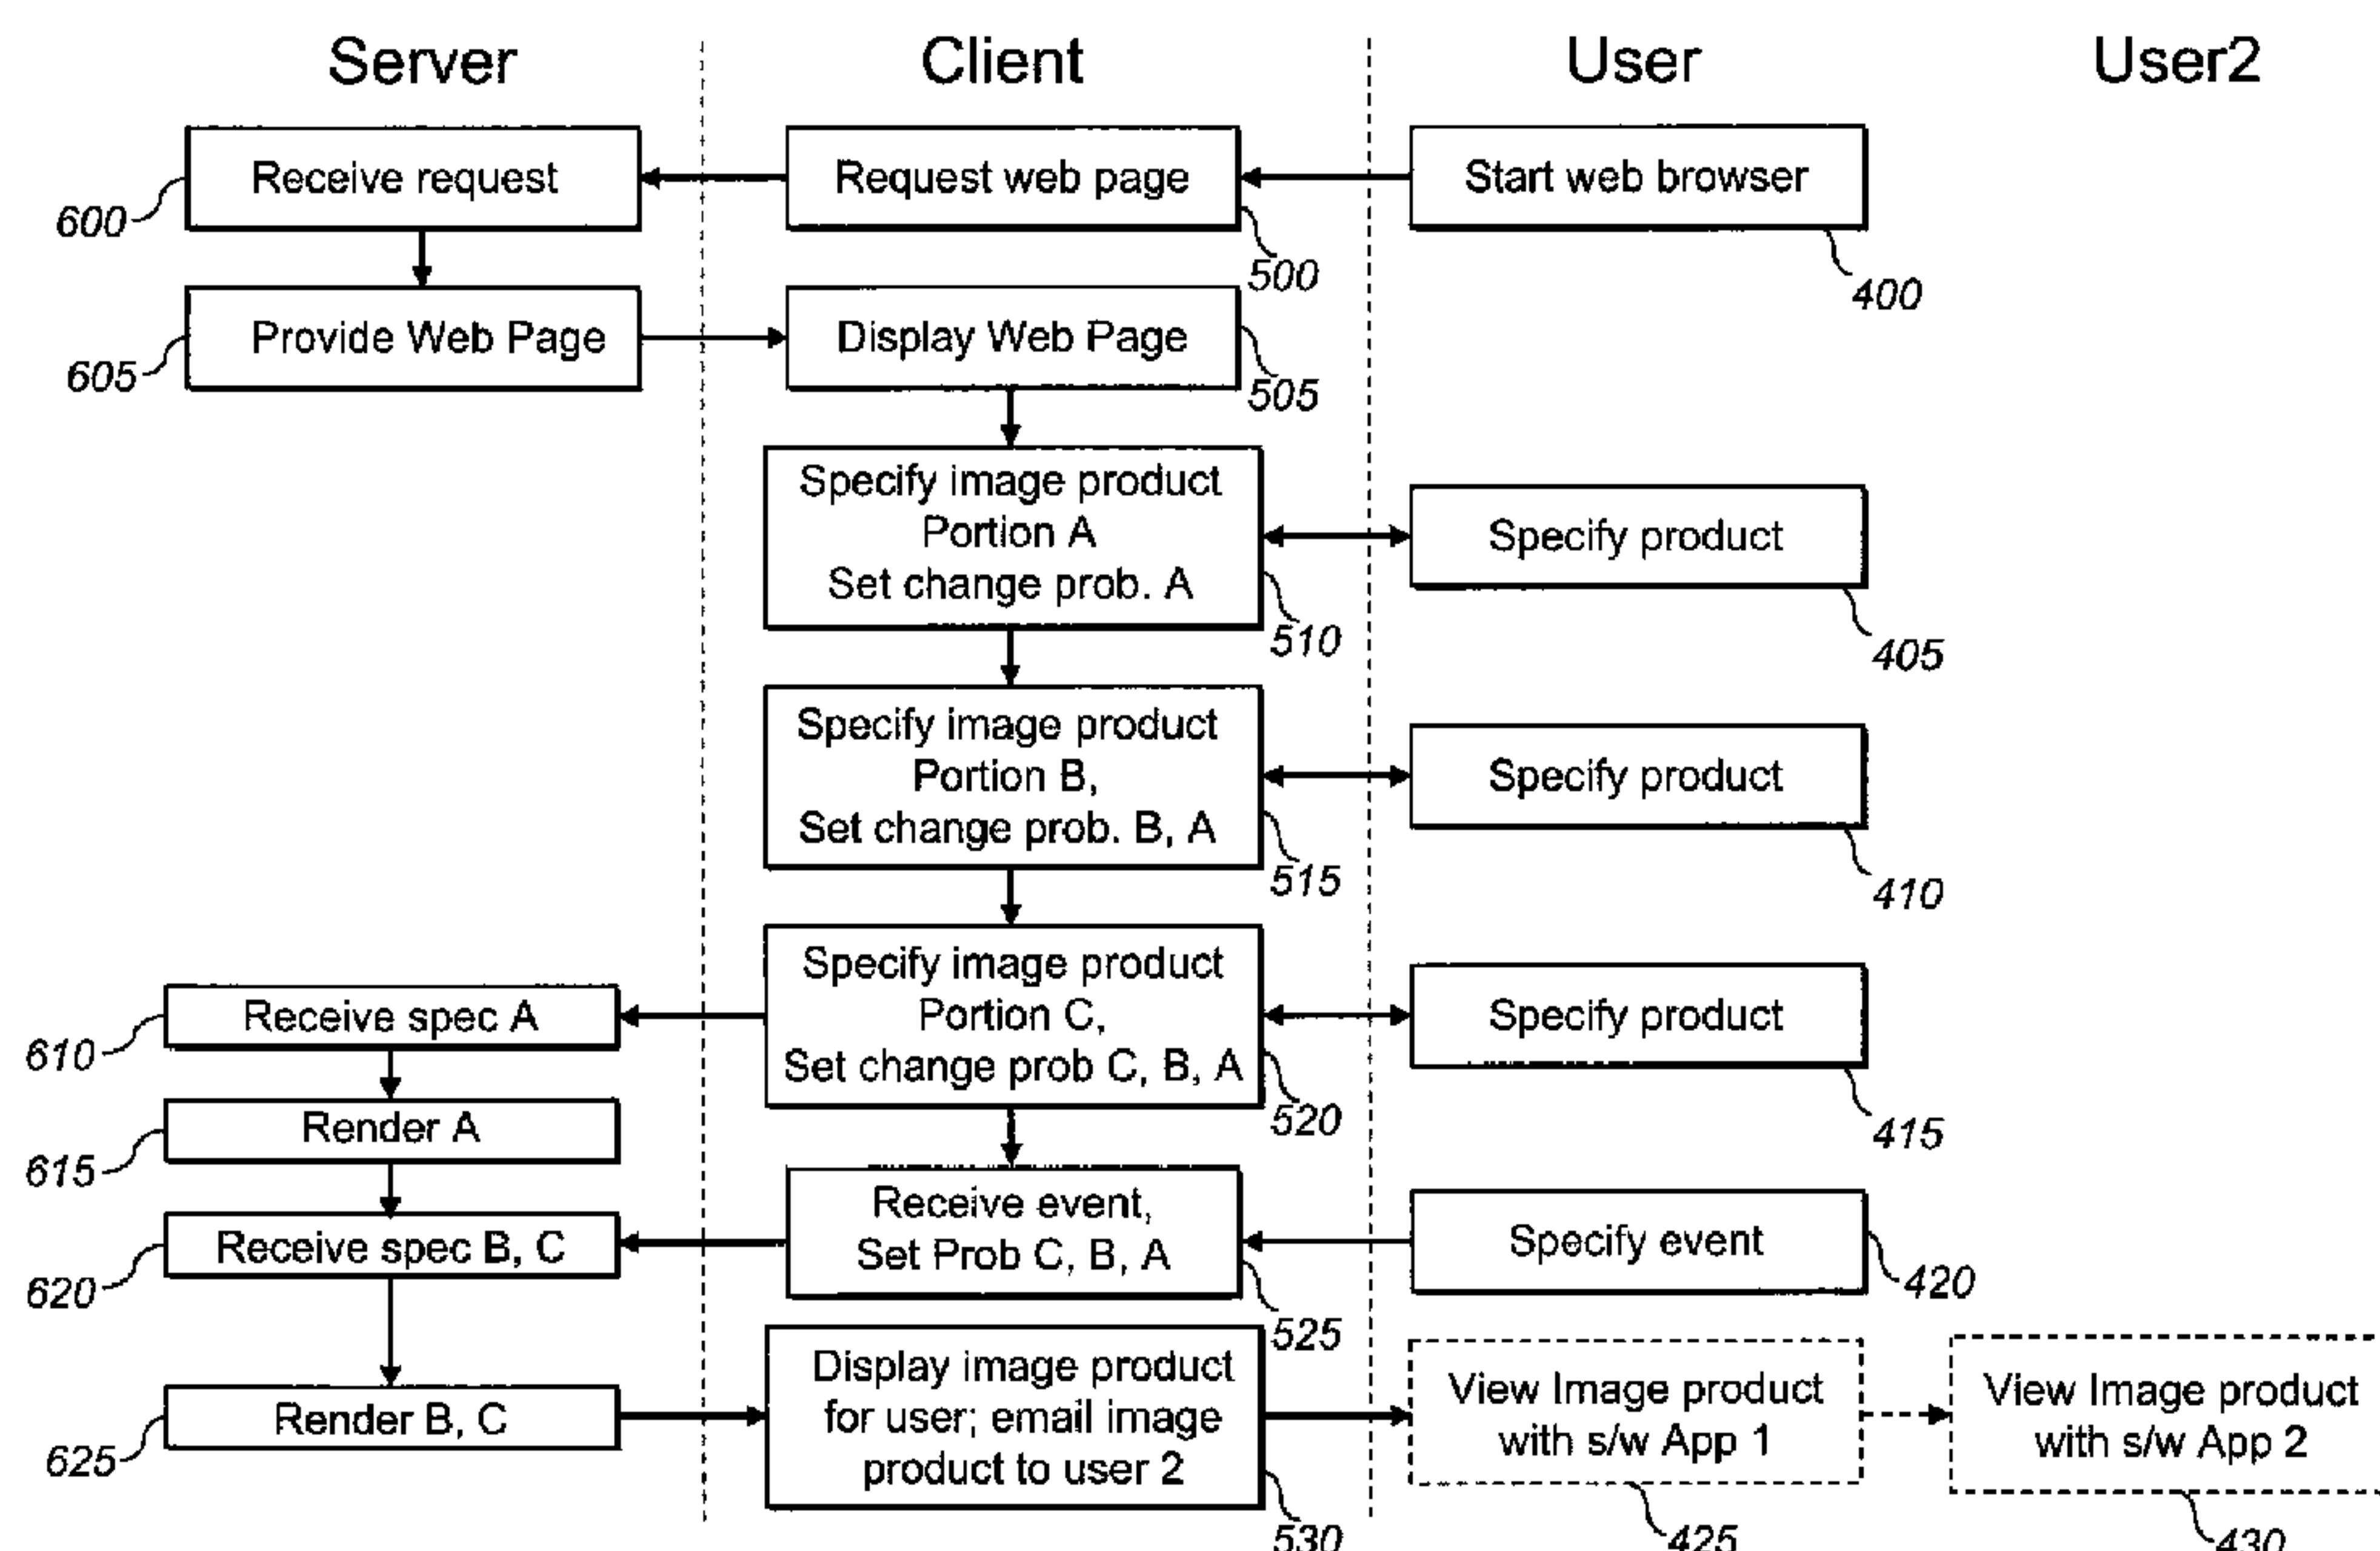 Server
Client
User
User2
Receive request
Request web page
Start web browser
600
500
400
Provide Web Page
Display Web Page
605
505
Specify image product
Portion A
Set change prob. A
510
Specify product
405
Specify image product
Portion B,
Set change prob. B, A
515
Specify product
410
Specify image product
Portion C,
Set change prob C, B, A
520
Specify product
415
Receive spec A
610
Render A
615
Receive spec B, C
620
Receive event,
Set Prob C, B, A
525
Specify event
420
Render B, C
625
Display image product
for user; email image
product to user 2
530
View Image product
with s/w App 1
425
View Image product
with s/w App 2
430